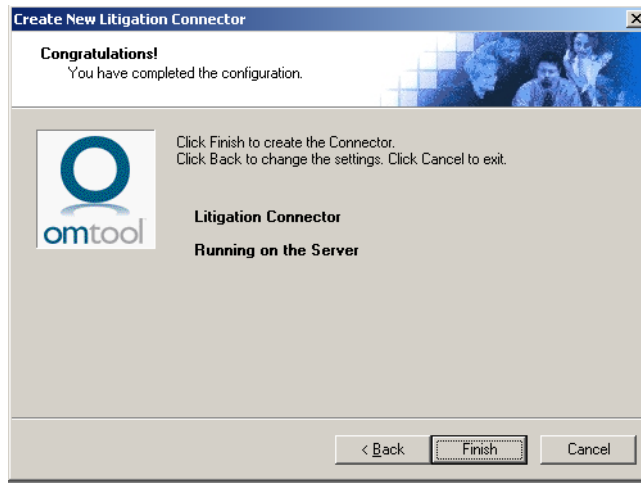 Create New Litigation Connector
Congratulations!
You have completed the configuration.
Click Finish to create the Connector.
Click Back to change the settings. Click Cancel to exit.
omtool
Litigation Connector
Running on the Server
< Back
Finish
Cancel